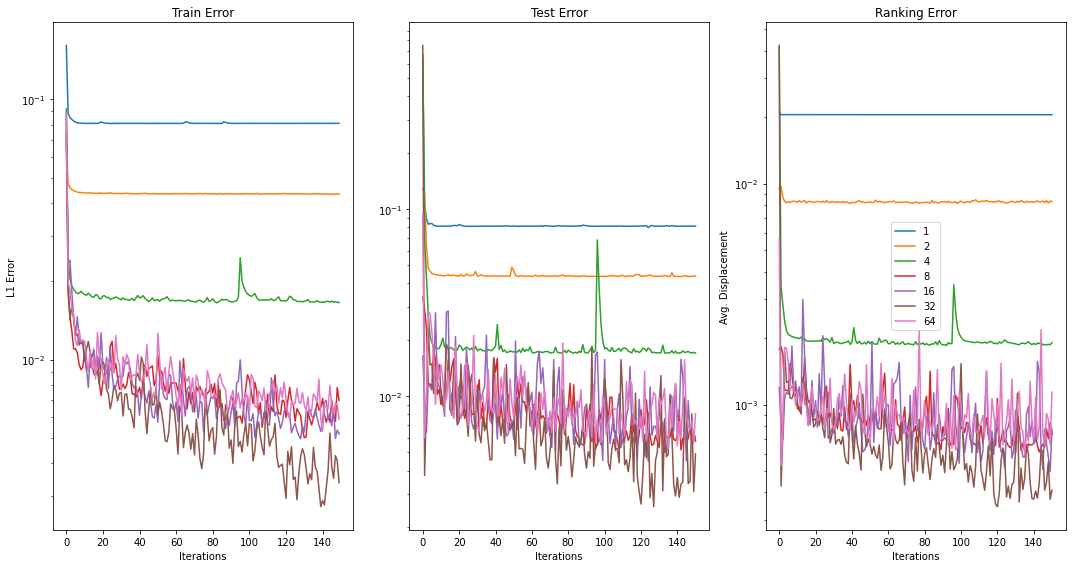 Train Error
Test Error
Ranking Error
L1 Error
10⁻¹
10⁻²
0 20 40 60 80 100 120 140
Iterations
10⁻¹
10⁻²
0 20 40 60 80 100 120 140
Iterations
Avg. Displacement
10⁻²
10⁻³
0 20 40 60 80 100 120 140
Iterations
1
2
4
8
16
32
64